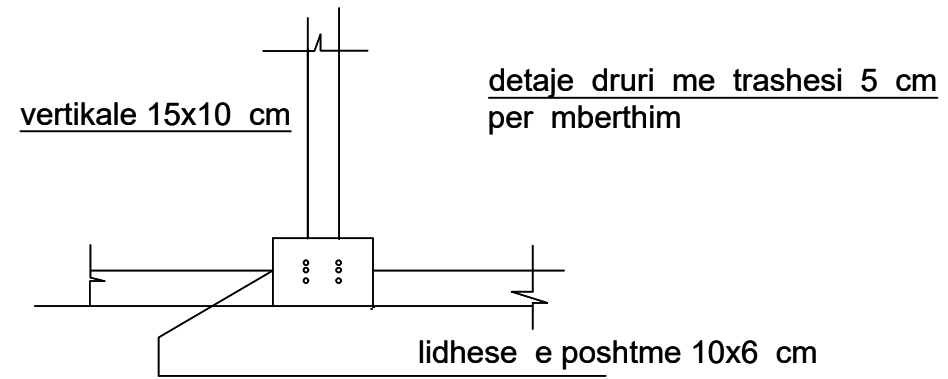 detaje druri me trashesi 5 cm
per mberthim
vertikale 15x10 cm
lidhese e poshtme 10x6 cm